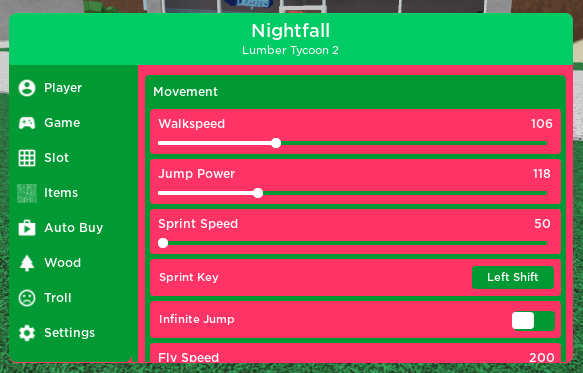 Nightfall
Lumber Tycoon 2
Player
Game
Slot
Items
Auto Buy
Wood
Troll
Settings
Movement
Walkspeed 106
Jump Power 118
Sprint Speed 50
Sprint Key Left Shift
Infinite Jump
Fly Speed 200